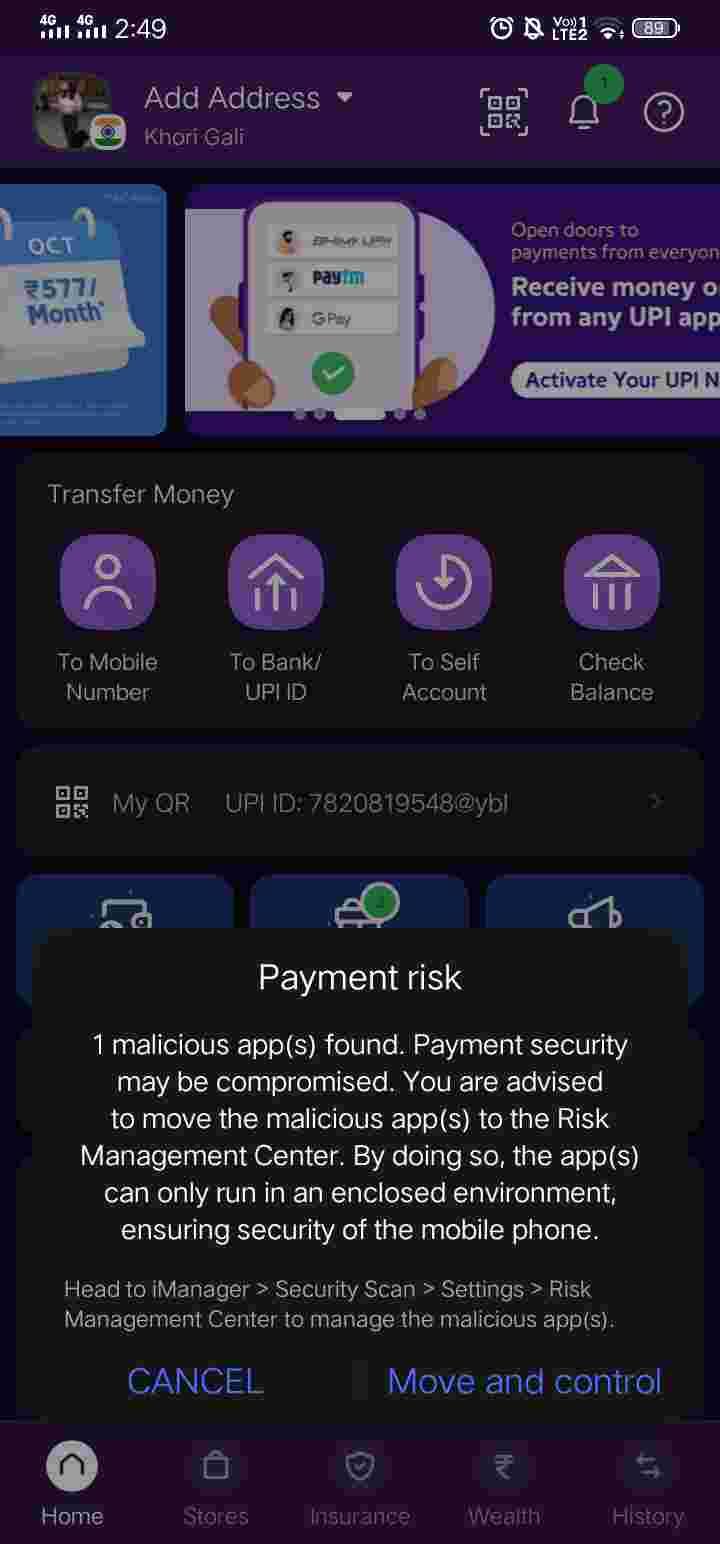 4G 4G 2:49 Vo)) 1 LTE2 89
Add Address
Khori Gali
1
OCT
₹577/
Month*
BHIM UPI
Paytm
G Pay
Open doors to
payments from everyon
Receive money o
from any UPI app
Activate Your UPI N
Transfer Money
To Mobile
Number
To Bank/
UPI ID
To Self
Account
Check
Balance
My QR UPI ID: 7820819548@ybl
Payment risk
1 malicious app(s) found. Payment security
may be compromised. You are advised
to move the malicious app(s) to the Risk
Management Center. By doing so, the app(s)
can only run in an enclosed environment,
ensuring security of the mobile phone.
Head to iManager > Security Scan > Settings > Risk
Management Center to manage the malicious app(s).
CANCEL Move and control
Home Stores Insurance Wealth History